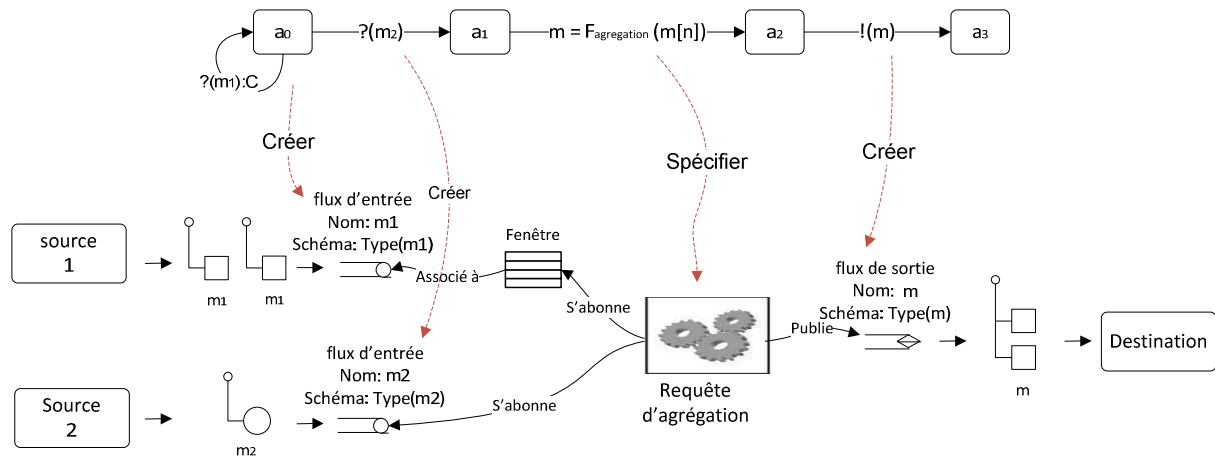 a0
?(m2)
a1
m = Fagregation (m[n])
a2
!(m)
a3
?(m1):C
Créer
Créer
Spécifier
Créer
flux d'entrée
Nom: m1
Schéma: Type(m1)
source
1
m1
m1
Associé à
Fenêtre
S'abonne
flux de sortie
Nom: m
Schéma: Type(m)
Publie
m
Destination
Requête
d'agrégation
flux d'entrée
Nom: m2
Schéma: Type(m2)
S'abonne
Source
2
m2